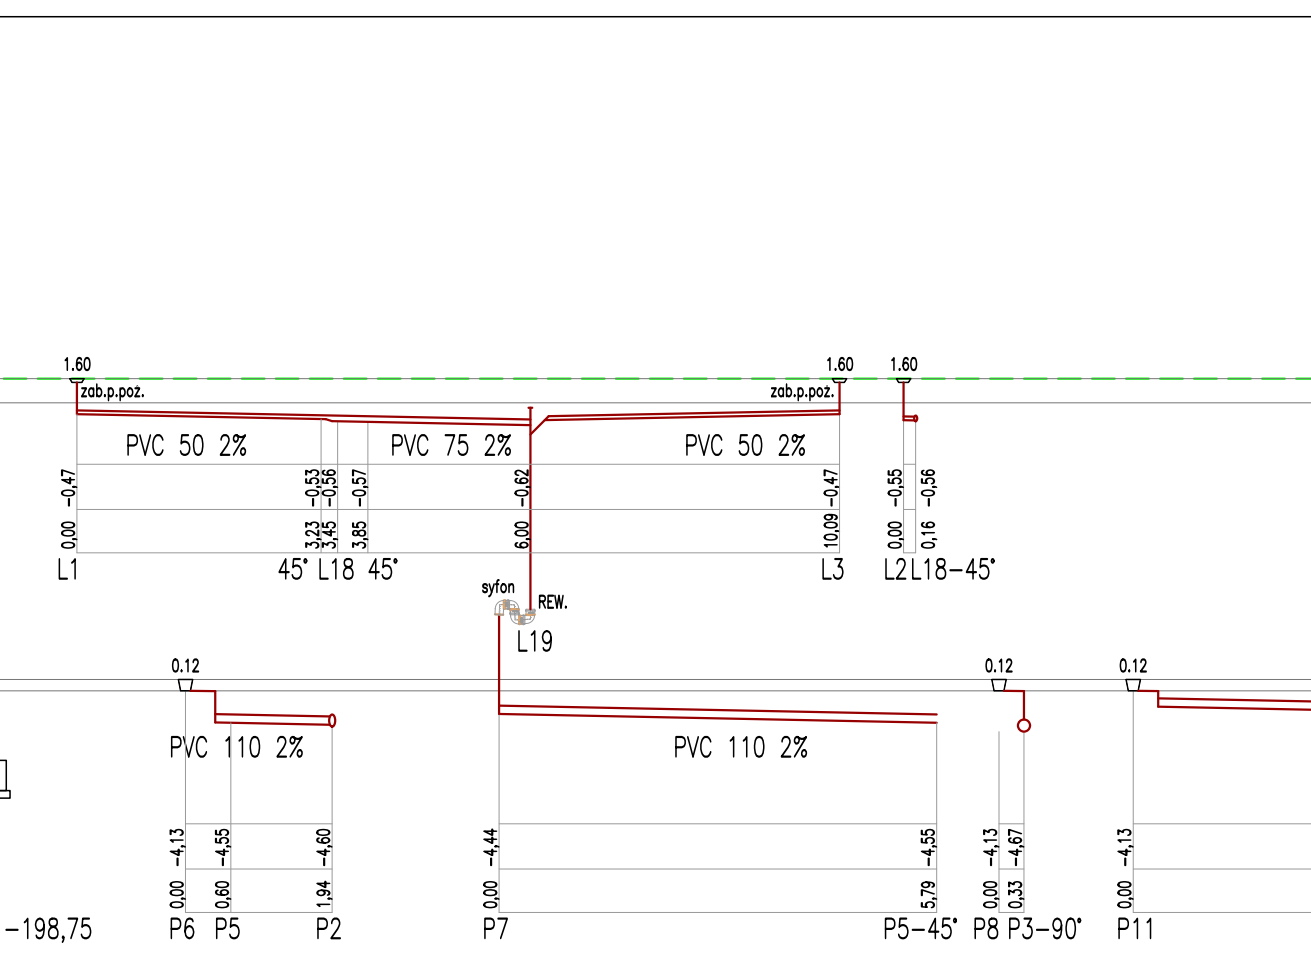 1.60 1.60 1.60
zab.p.poż. zab.p.poż.
PVC 50 2% PVC 75 2% PVC 50 2%
-0,47 -0,53 -0,56 -0,57 -0,62 -0,47 -0,55 -0,56
0,00 3,23 3,45 3,85 6,00 10,09 0,00 0,16
L1 45° L18 45° L3 L2 L18-45°
syfon
REW.
L19
0.12 0.12 0.12
PVC 110 2% PVC 110 2%
-4,13 -4,55 -4,60 -4,44 -4,55 -4,13 -4,67 -4,13
0,00 0,60 1,94 0,00 5,79 0,00 0,33 0,00
-198,75 P6 P5 P2 P7 P5-45° P8 P3-90° P11